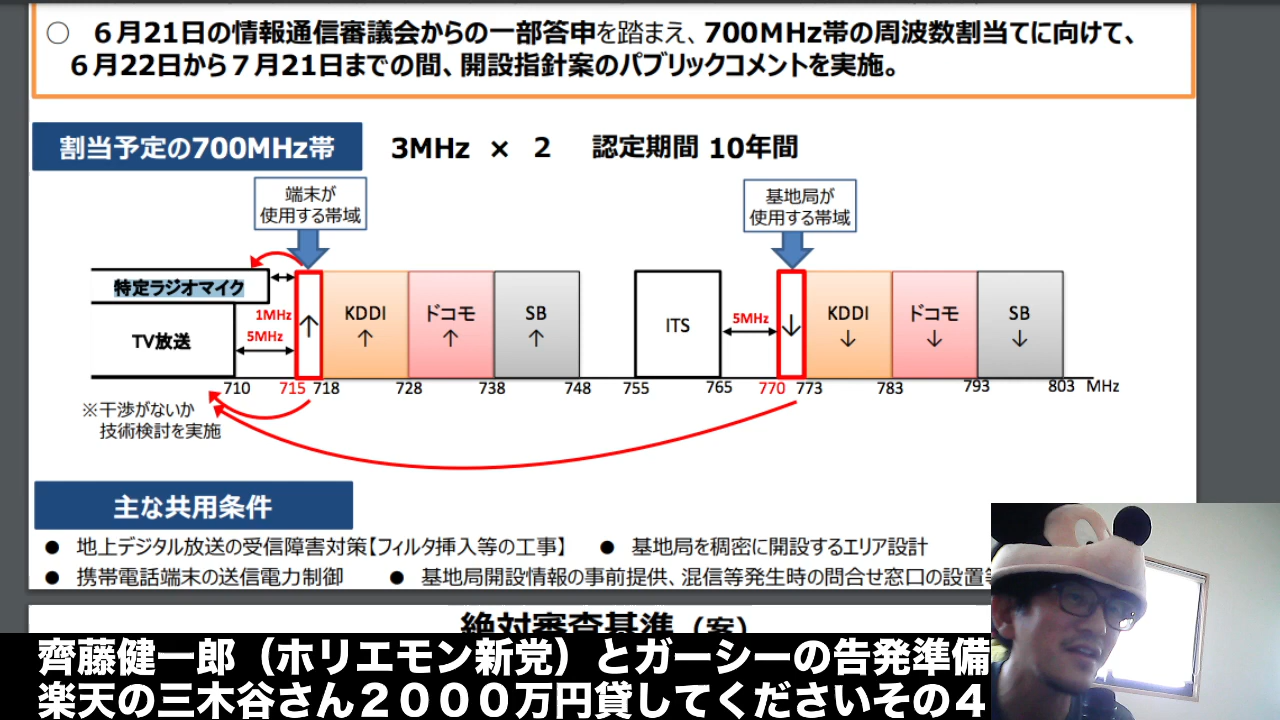 ○ 6月21日の情報通信審議会からの一部答申を踏まえ、700MHz帯の周波数割当てに向けて、
6月22日から7月21日までの間、開設指針案のパブリックコメントを実施。
割当予定の700MHz帯
3MHz × 2 認定期間 10年間
端末が
使用する帯域
基地局が
使用する帯域
特定ラジオマイク
TV放送
1MHz
5MHz
↑
KDDI
↑
ドコモ
↑
SB
↑
ITS
5MHz
↓
KDDI
↓
ドコモ
↓
SB
↓
710 715 718 728 738 748 755 765 770 773 783 793 803 MHz
※干渉がないか
技術検討を実施
主な共用条件
● 地上デジタル放送の受信障害対策【フィルタ挿入等の工事】 ● 基地局を稠密に開設するエリア設計
● 携帯電話端末の送信電力制御 ● 基地局開設情報の事前提供、混信等発生時の問合せ窓口の設置
絶対審査基準（案）
齊藤健一郎（ホリエモン新党）とガーシーの告発準備
楽天の三木谷さん２０００万円貸してくださいその４